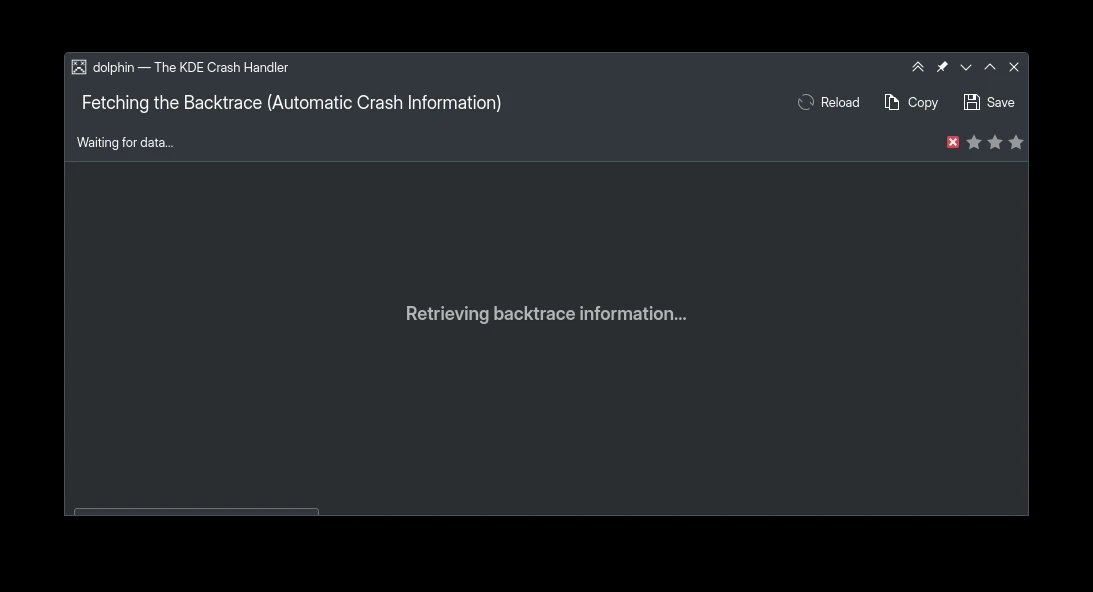 dolphin — The KDE Crash Handler
Fetching the Backtrace (Automatic Crash Information)
Reload
Copy
Save
Waiting for data...
Retrieving backtrace information...